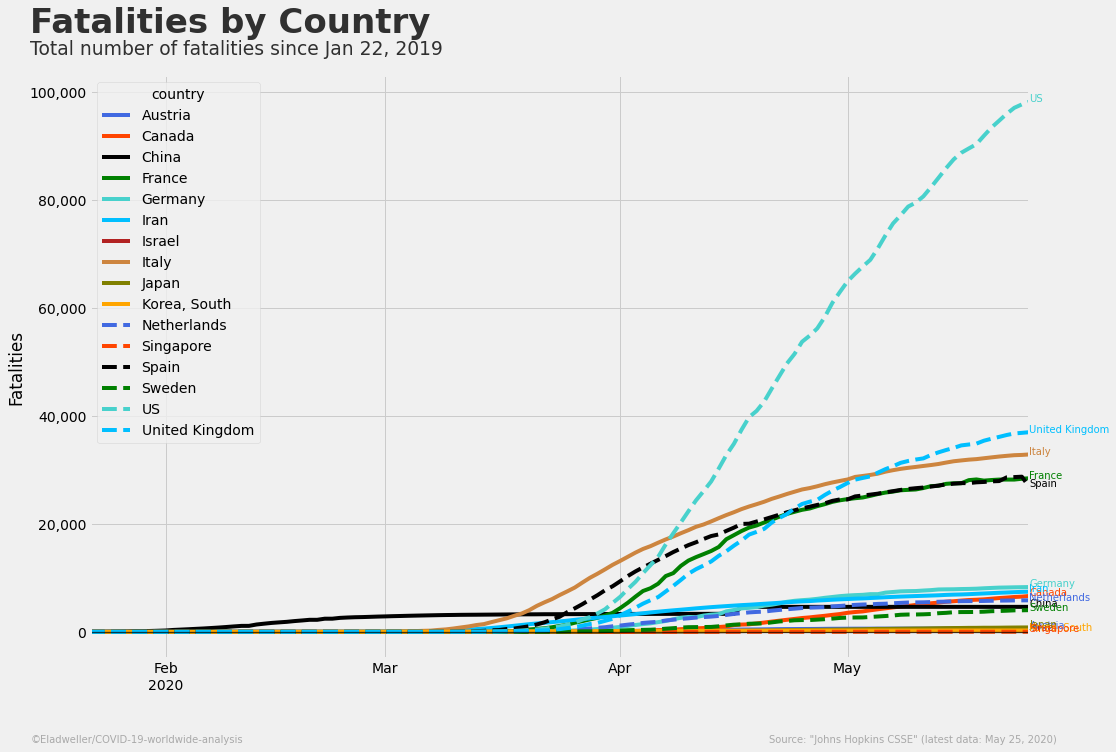 Fatalities by Country
Total number of fatalities since Jan 22, 2019
Fatalities
100,000
80,000
60,000
40,000
20,000
0
country
Austria
Canada
China
France
Germany
Iran
Israel
Italy
Japan
Korea, South
Netherlands
Singapore
Spain
Sweden
US
United Kingdom
US
United Kingdom
Italy
France
Spain
Germany
Iran
Canada
Netherlands
China
Sweden
Singapore
Feb
2020
Mar
Apr
May
©Eladweller/COVID-19-worldwide-analysis
Source: "Johns Hopkins CSSE" (latest data: May 25, 2020)